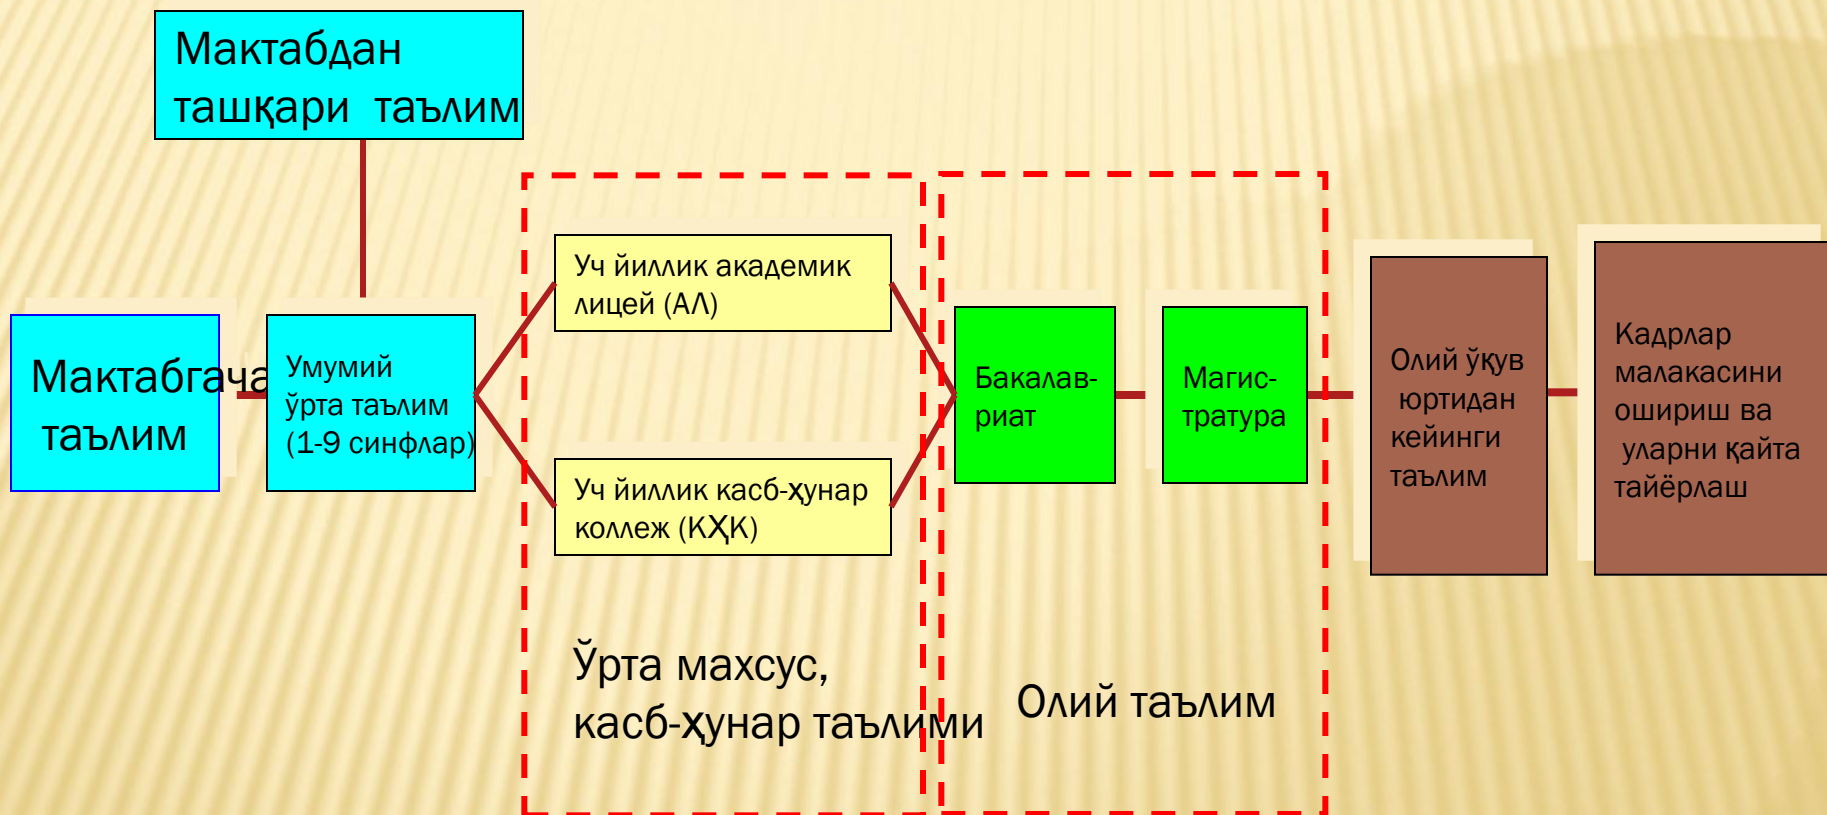 Мактабдан
ташқари таълим
Мактабгача
таълим
Умумий
ўрта таълим
(1-9 синфлар)
Уч йиллик академик
лицей (АЛ)
Уч йиллик касб-ҳунар
коллеж (КҲК)
Ўрта махсус,
касб-ҳунар таълими
Бакалав-
риат
Магис-
тратура
Олий таълим
Олий ўқув
юртидан
кейинги
таълим
Кадрлар
малакасини
ошириш ва
уларни қайта
тайёрлаш